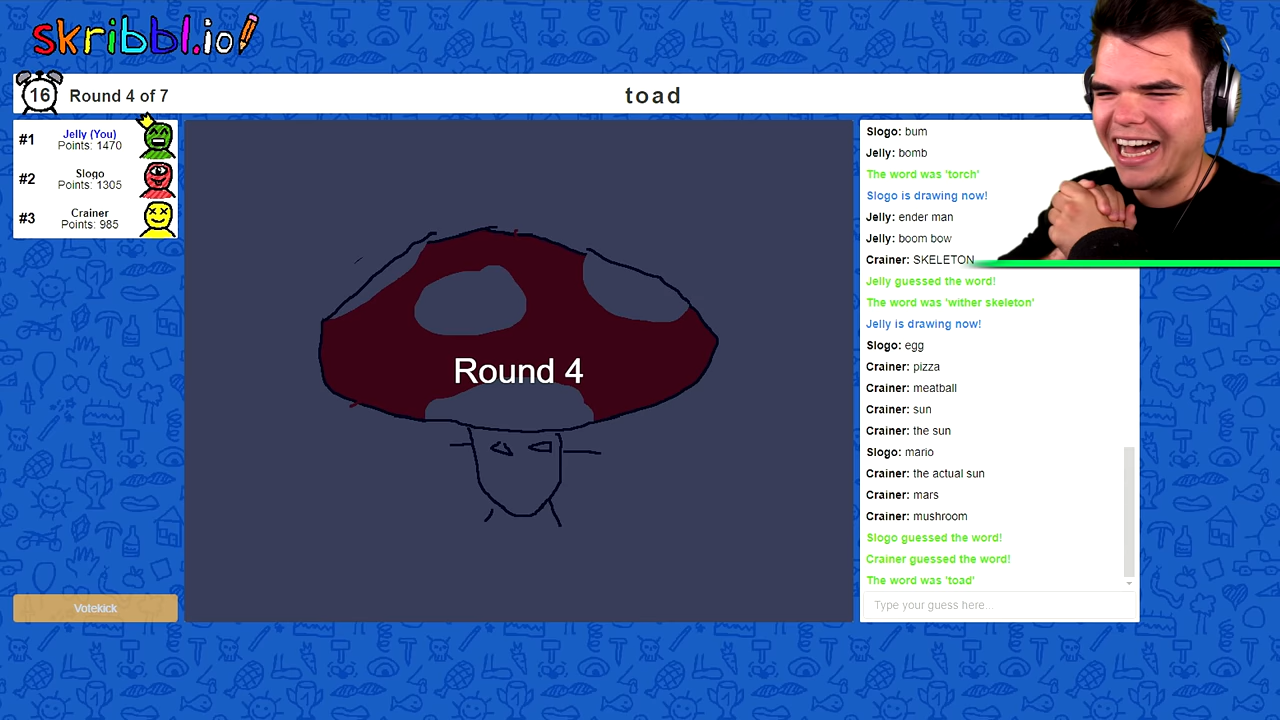 skribbl.io!
16
Round 4 of 7
toad
#1
Jelly (You)
Points: 1470
#2
Slogo
Points: 1305
#3
Crainer
Points: 985
Round 4
Votekick
Slogo: bum
Jelly: bomb
The word was 'torch'
Slogo is drawing now!
Jelly: ender man
Jelly: boom bow
Crainer: SKELETON
Jelly guessed the word!
The word was 'wither skeleton'
Jelly is drawing now!
Slogo: egg
Crainer: pizza
Crainer: meatball
Crainer: sun
Crainer: the sun
Slogo: mario
Crainer: the actual sun
Crainer: mars
Crainer: mushroom
Slogo guessed the word!
Crainer guessed the word!
The word was 'toad'
Type your guess here...